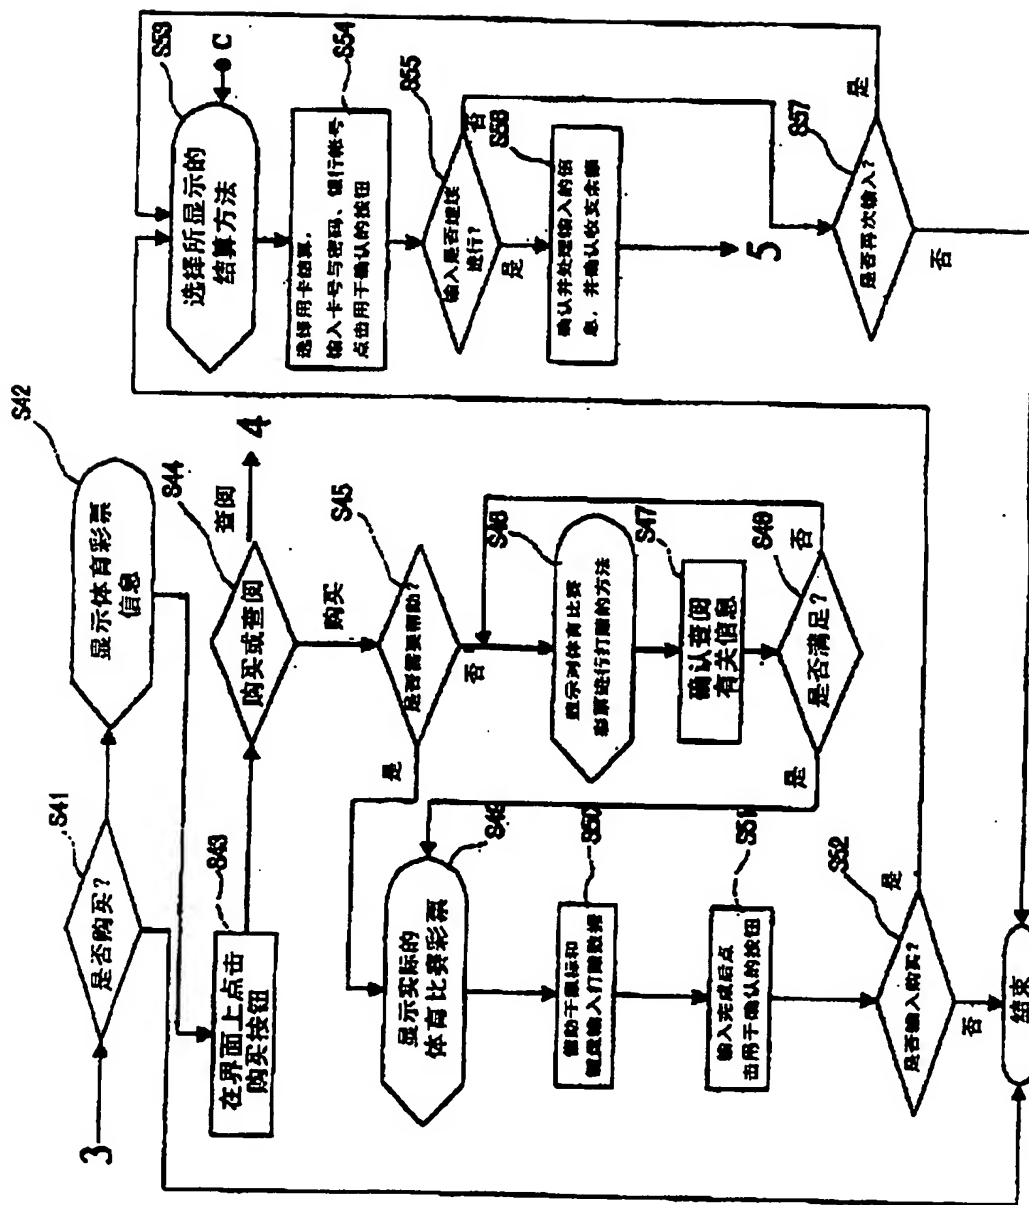 3
是否购买?
S41
显示体育彩票
信息
S42
在界面上点击
购买按钮
S43
购买或查阅
S44
查阅
4
购买
是否需要帮助?
S45
是
否
显示对体育比赛
彩票进行打赌的方法
S46
确认查阅
有关信息
S47
是否满足?
S48
否
是
显示实际的
体育比赛彩票
S49
借助于鼠标和
键盘输入打赌数据
S50
输入完成后点
击用于确认的按钮
S51
是否输入购买?
S52
是
否
结束
选择所显示的
结算方法
S53
C
选择用卡结算,
输入卡号与密码、银行帐号
点击用于确认的按钮
S54
输入是否继续
进行?
S55
否
是
确认并处理输入的信
息,并确认收支余额
S56
5
是否再次输入?
S57
是
否